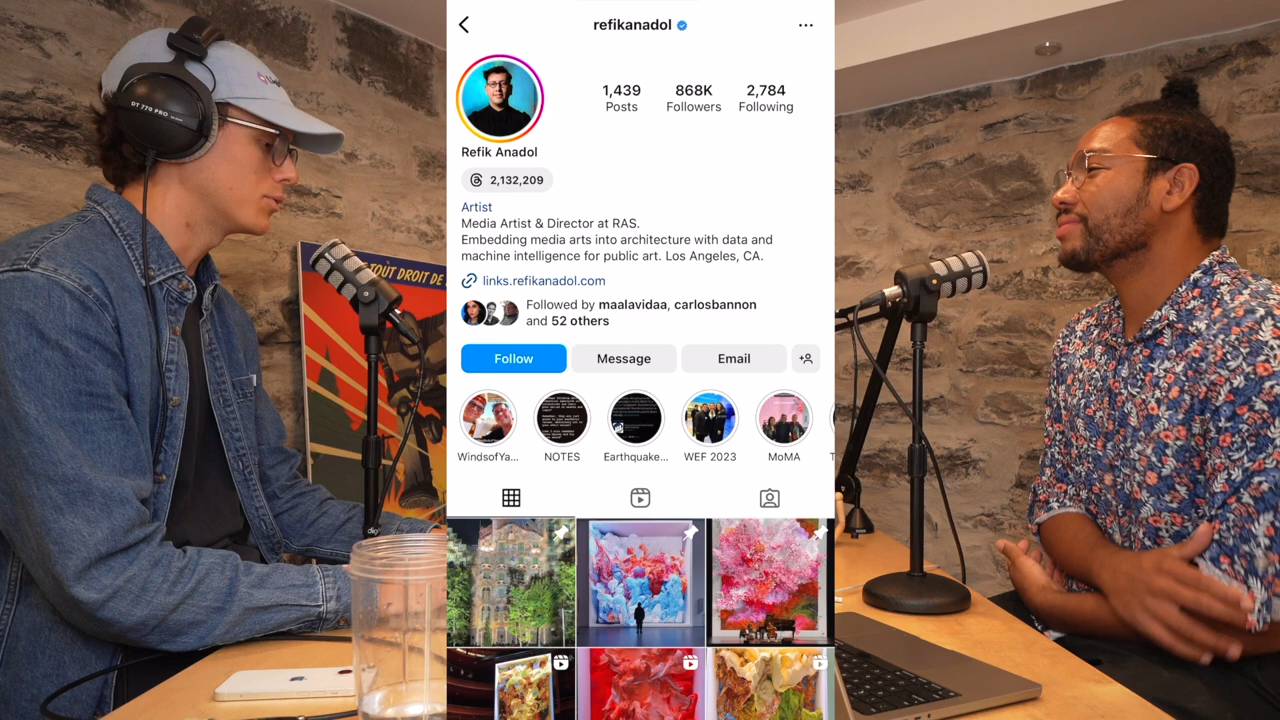 DT 770 PRO
TOUT DROIT DE
refikanadol
1,439
Posts
868K
Followers
2,784
Following
Refik Anadol
2,132,209
Artist
Media Artist & Director at RAS.
Embedding media arts into architecture with data and
machine intelligence for public art. Los Angeles, CA.
links.refikanadol.com
Followed by maalavidaa, carlosbannon
and 52 others
Follow
Message
Email
WindsofYa...
NOTES
Earthquake...
WEF 2023
MoMA